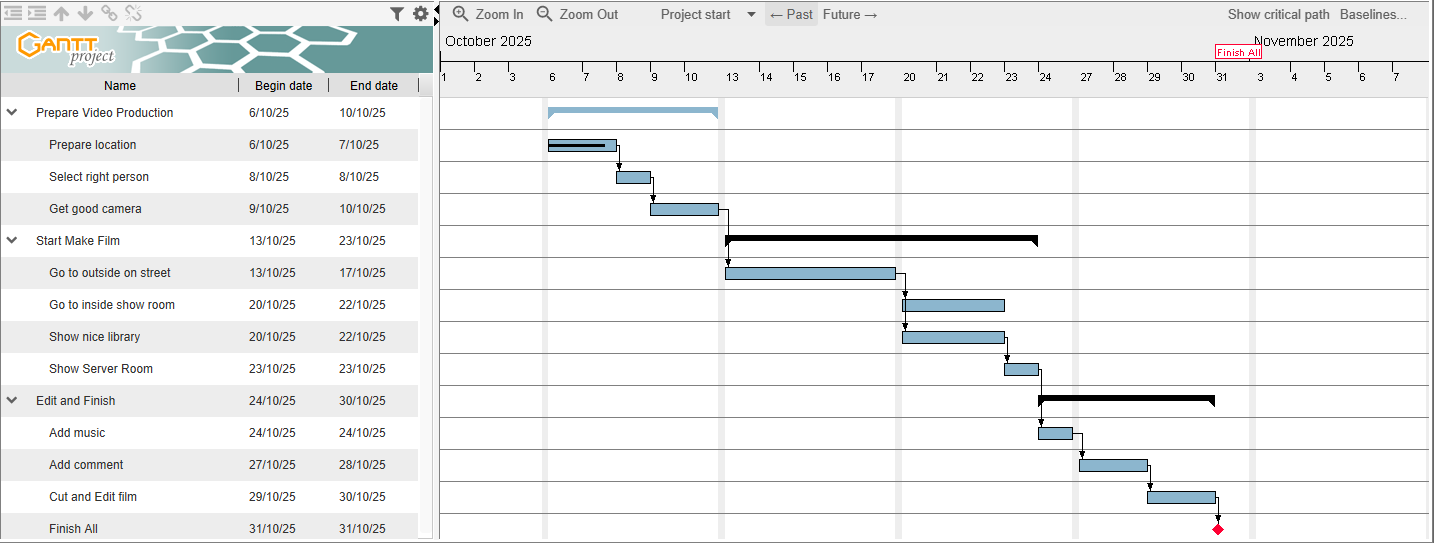 Zoom In Zoom Out Project start ← Past Future → Show critical path Baselines...
GANTT project
October 2025 November 2025
Finish All
1 2 3 6 7 8 9 10 13 14 15 16 17 20 21 22 23 24 27 28 29 30 31 3 4 5 6 7
Name Begin date End date
Prepare Video Production 6/10/25 10/10/25
Prepare location 6/10/25 7/10/25
Select right person 8/10/25 8/10/25
Get good camera 9/10/25 10/10/25
Start Make Film 13/10/25 23/10/25
Go to outside on street 13/10/25 17/10/25
Go to inside show room 20/10/25 22/10/25
Show nice library 20/10/25 22/10/25
Show Server Room 23/10/25 23/10/25
Edit and Finish 24/10/25 30/10/25
Add music 24/10/25 24/10/25
Add comment 27/10/25 28/10/25
Cut and Edit film 29/10/25 30/10/25
Finish All 31/10/25 31/10/25